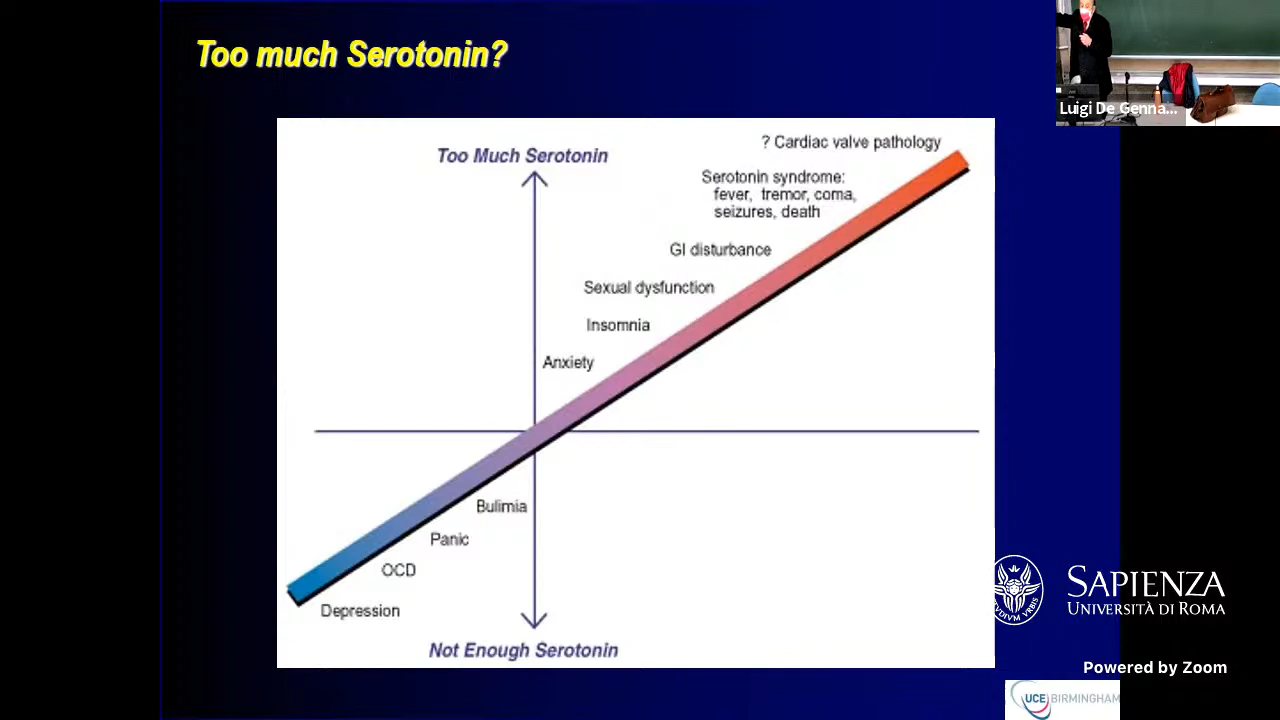 Too much Serotonin?
Luigi De Genna...
Too Much Serotonin
? Cardiac valve pathology
Serotonin syndrome:
fever, tremor, coma,
seizures, death
GI disturbance
Sexual dysfunction
Insomnia
Anxiety
Bulimia
Panic
OCD
Depression
Not Enough Serotonin
SAPIENZA
UNIVERSITÀ DI ROMA
Powered by Zoom
UCE BIRMINGHAM